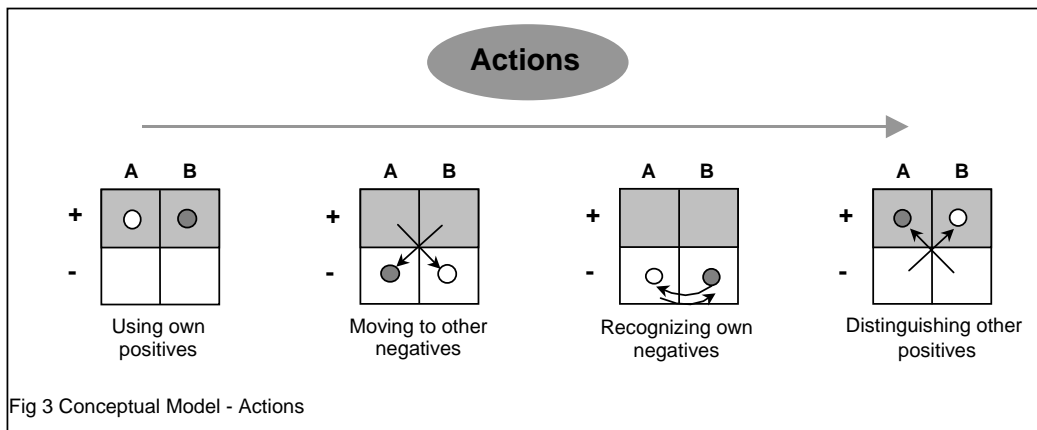 Actions
A B
+
-
Using own
positives
A B
+
-
Moving to other
negatives
A B
+
-
Recognizing own
negatives
A B
+
-
Distinguishing other
positives
Fig 3 Conceptual Model - Actions